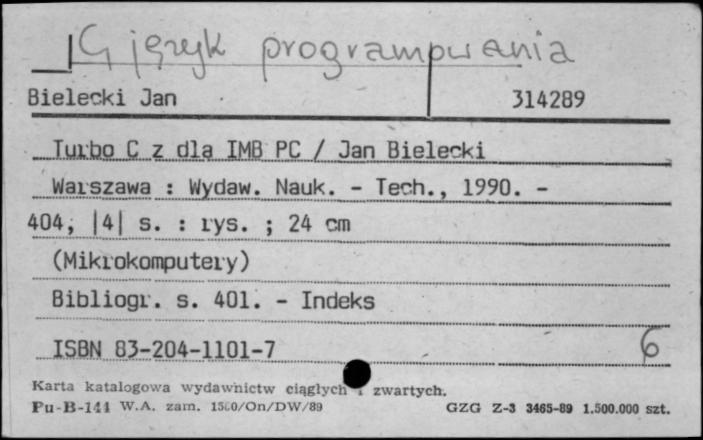 C język programowania
Bielecki Jan 314289
Turbo C z dla IMB PC / Jan Bielecki
Warszawa : Wydaw. Nauk. - Tech., 1990. -
404, |4| s. : rys. ; 24 cm
(Mikrokomputery)
Bibliogr. s. 401. - Indeks
ISBN 83-204-1101-7 6
Karta katalogowa wydawnictw ciągłych i zwartych.
Pu-B-144 W.A. zam. 1560/On/DW/89 GZG Z-3 3465-89 1.500.000 szt.